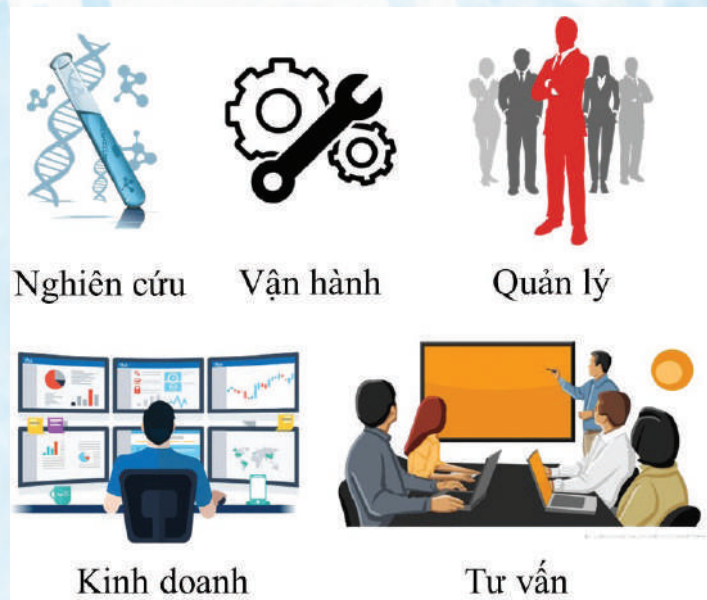 Nghiên cứu
Vận hành
Quản lý
Kinh doanh
Tư vấn